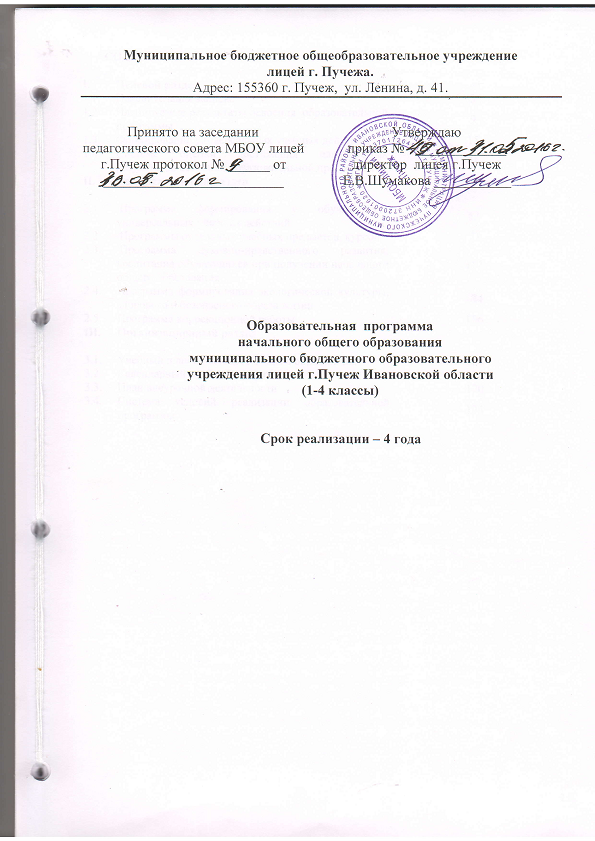 Муниципальное бюджетное общеобразовательное учреждение
лицей г. Пучежа.
Адрес: 155360 г. Пучеж, ул. Ленина, д. 41.
Принято на заседании
педагогического совета МБОУ лицей
г.Пучеж протокол № 9 от
30.05.2016 г
Утверждаю
приказ № 49 от 31.05.2016г.
директор лицея г.Пучеж
Е.В.Шумакова
Образовательная программа
начального общего образования
муниципального бюджетного образовательного
учреждения лицей г.Пучеж Ивановской области
(1-4 классы)
Срок реализации – 4 года